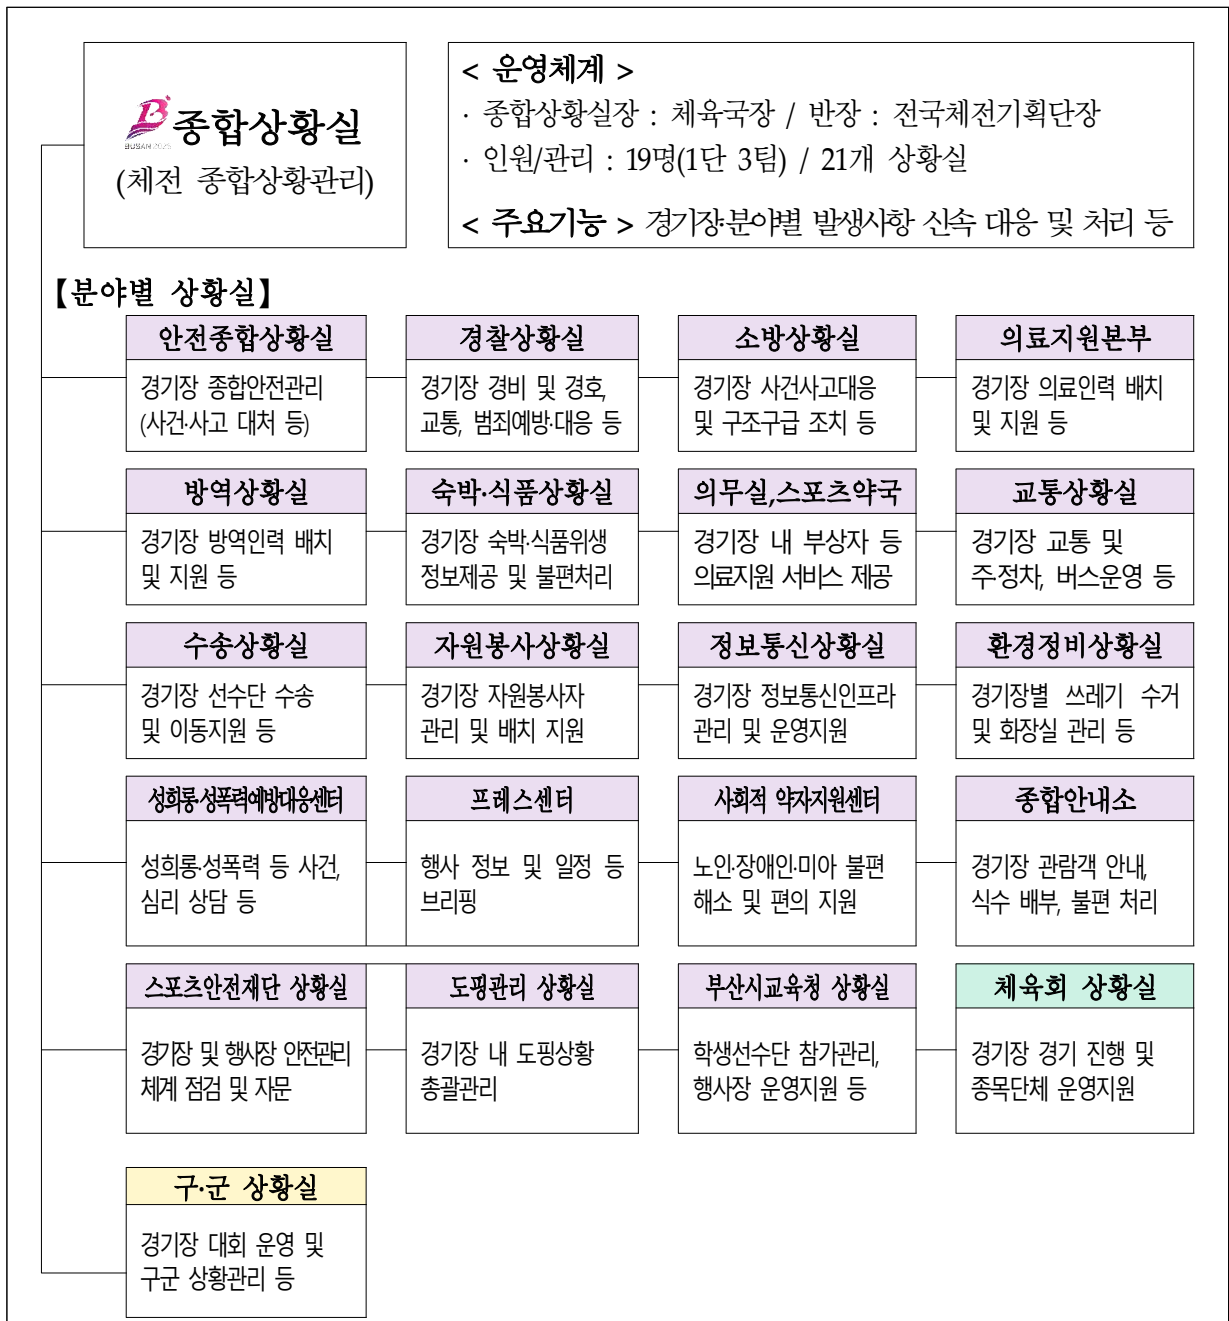 BUSAN 2025
종합상황실
(체전 종합상황관리)
< 운영체계 >
· 종합상황실장 : 체육국장 / 반장 : 전국체전기획단장
· 인원/관리 : 19명(1단 3팀) / 21개 상황실
< 주요기능 > 경기장·분야별 발생사항 신속 대응 및 처리 등
【분야별 상황실】
안전종합상황실
경기장 종합안전관리
(사건·사고 대처 등)
경찰상황실
경기장 경비 및 경호,
교통, 범죄예방·대응 등
소방상황실
경기장 사건사고대응
및 구조구급 조치 등
의료지원본부
경기장 의료인력 배치
및 지원 등
방역상황실
경기장 방역인력 배치
및 지원 등
숙박·식품상황실
경기장 숙박·식품위생
정보제공 및 불편처리
의무실,스포츠약국
경기장 내 부상자 등
의료지원 서비스 제공
교통상황실
경기장 교통 및
주·정차, 버스운영 등
수송상황실
경기장 선수단 수송
및 이동지원 등
자원봉사상황실
경기장 자원봉사자
관리 및 배치 지원
정보통신상황실
경기장 정보통신인프라
관리 및 운영지원
환경정비상황실
경기장별 쓰레기 수거
및 화장실 관리 등
성희롱·성폭력예방대응센터
성희롱·성폭력 등 사건,
심리 상담 등
프레스센터
행사 정보 및 일정 등
브리핑
사회적 약자지원센터
노인·장애인·미아 불편
해소 및 편의 지원
종합안내소
경기장 관람객 안내,
식수 배부, 불편 처리
스포츠안전재단 상황실
경기장 및 행사장 안전관리
체계 점검 및 자문
도핑관리 상황실
경기장 내 도핑상황
총괄관리
부산시교육청 상황실
학생선수단 참가관리,
행사장 운영지원 등
체육회 상황실
경기장 경기 진행 및
종목단체 운영지원
구·군 상황실
경기장 대회 운영 및
구군 상황관리 등